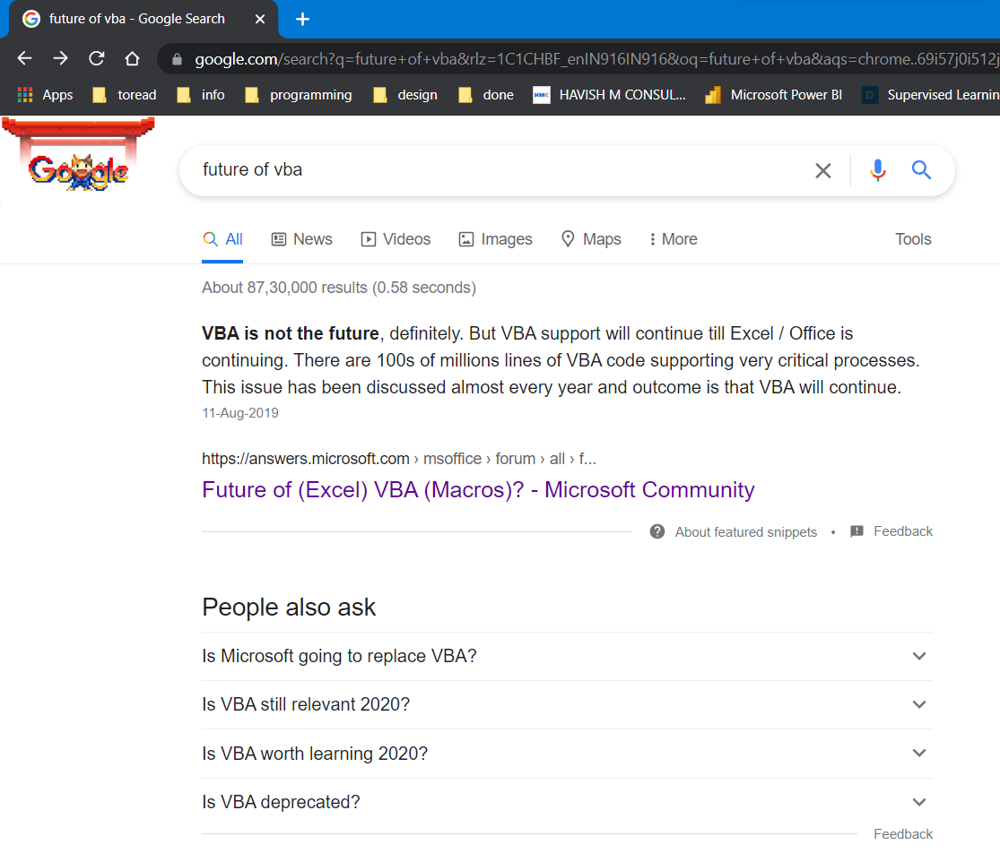 future of vba - Google Search
google.com/search?q=future+of+vba&rlz=1C1CHBF_enIN916IN916&oq=future+of+vba&aqs=chrome..69i57j0i512j
Apps toread info programming design done HMC HAVISH M CONSUL... Microsoft Power BI D Supervised Learnin
Google
future of vba
All News Videos Images Maps More Tools
About 87,30,000 results (0.58 seconds)
VBA is not the future, definitely. But VBA support will continue till Excel / Office is
continuing. There are 100s of millions lines of VBA code supporting very critical processes.
This issue has been discussed almost every year and outcome is that VBA will continue.
11-Aug-2019
https://answers.microsoft.com › msoffice › forum › all › f...
Future of (Excel) VBA (Macros)? - Microsoft Community
About featured snippets • Feedback
People also ask
Is Microsoft going to replace VBA?
Is VBA still relevant 2020?
Is VBA worth learning 2020?
Is VBA deprecated?
Feedback